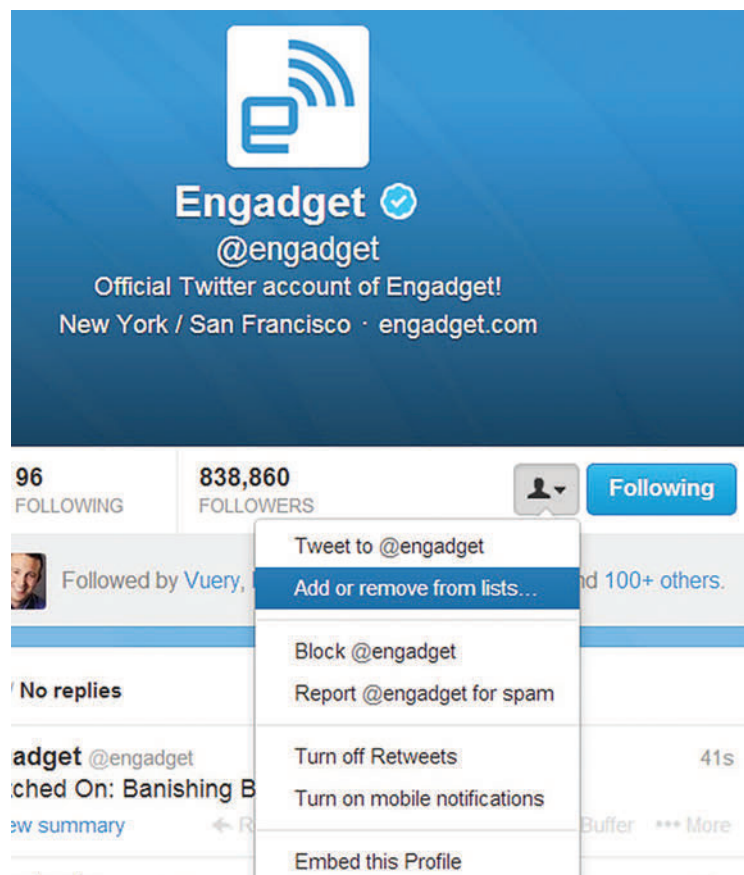 Engadget
@engadget
Official Twitter account of Engadget!
New York / San Francisco · engadget.com
96
FOLLOWING
838,860
FOLLOWERS
Following
Tweet to @engadget
Followed by Vuery,
Add or remove from lists...
nd 100+ others.
Block @engadget
/ No replies
Report @engadget for spam
adget @engadget
Turn off Retweets
41s
ched On: Banishing B
Turn on mobile notifications
ew summary
Buffer
••• More
Embed this Profile